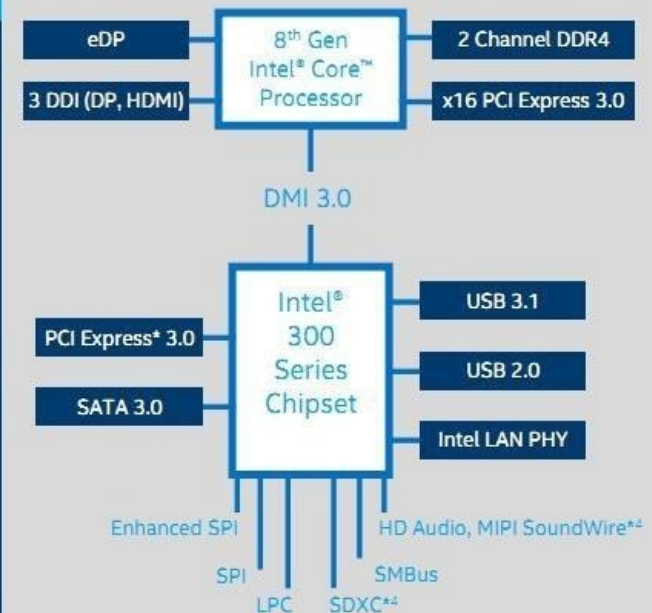 eDP
8th Gen
Intel® Core™
Processor
2 Channel DDR4
3 DDI (DP, HDMI)
x16 PCI Express 3.0
DMI 3.0
Intel®
300
Series
Chipset
USB 3.1
PCI Express* 3.0
USB 2.0
SATA 3.0
Intel LAN PHY
Enhanced SPI
HD Audio, MIPI SoundWire*⁴
SPI
SMBus
LPC
SDXC*⁴